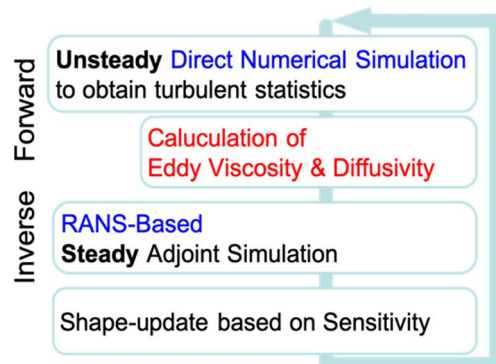 Forward
Unsteady Direct Numerical Simulation
to obtain turbulent statistics
Caluculation of
Eddy Viscosity & Diffusivity
Inverse
RANS-Based
Steady Adjoint Simulation
Shape-update based on Sensitivity